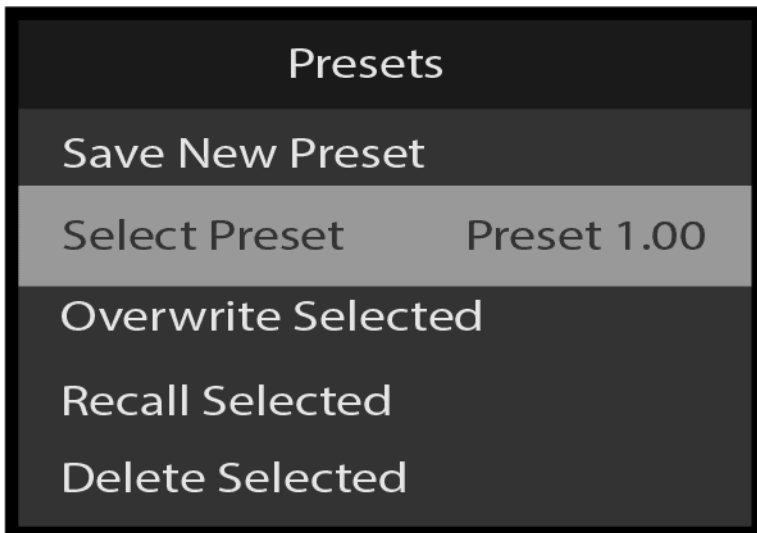 Presets
Save New Preset
Select Preset Preset 1.00
Overwrite Selected
Recall Selected
Delete Selected